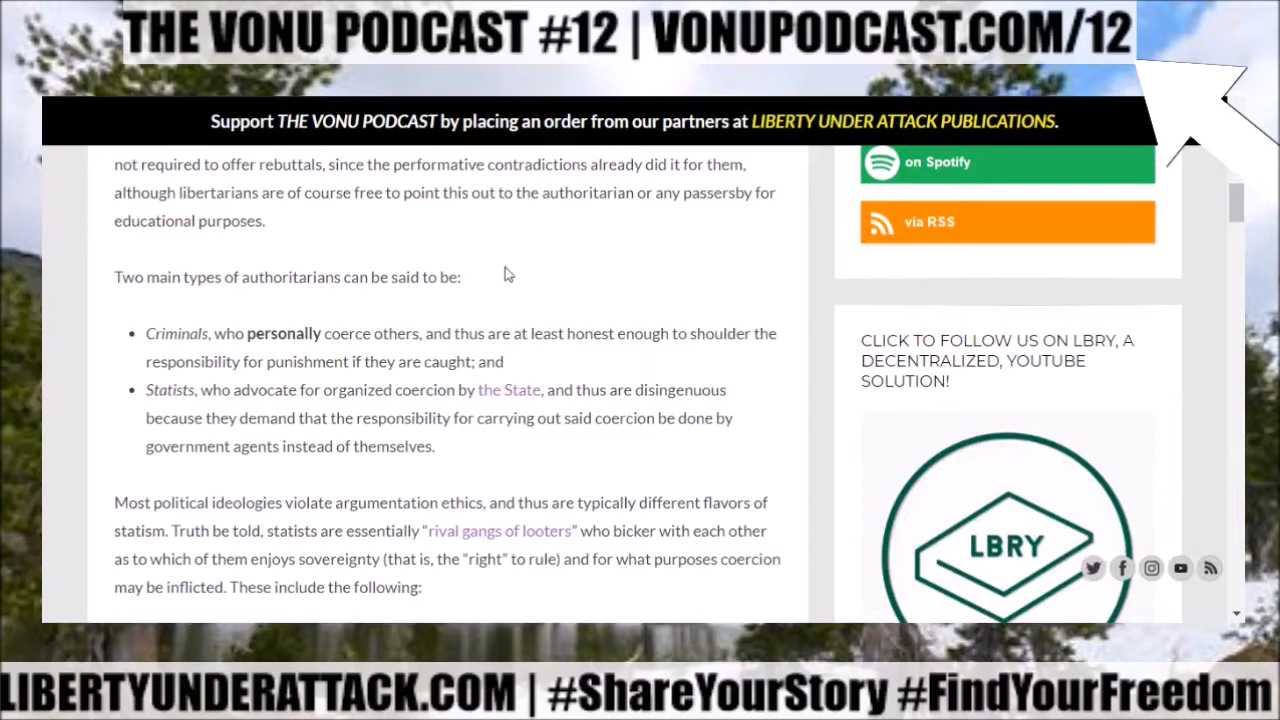 THE VONU PODCAST #12 | VONUPODCAST.COM/12
Support THE VONU PODCAST by placing an order from our partners at LIBERTY UNDER ATTACK PUBLICATIONS.
not required to offer rebuttals, since the performative contradictions already did it for them,
although libertarians are of course free to point this out to the authoritarian or any passersby for
educational purposes.
Two main types of authoritarians can be said to be:
• Criminals, who personally coerce others, and thus are at least honest enough to shoulder the
responsibility for punishment if they are caught; and
• Statists, who advocate for organized coercion by the State, and thus are disingenuous
because they demand that the responsibility for carrying out said coercion be done by
government agents instead of themselves.
Most political ideologies violate argumentation ethics, and thus are typically different flavors of
statism. Truth be told, statists are essentially “rival gangs of looters” who bicker with each other
as to which of them enjoys sovereignty (that is, the “right” to rule) and for what purposes coercion
may be inflicted. These include the following:
on Spotify
via RSS
CLICK TO FOLLOW US ON LBRY, A
DECENTRALIZED, YOUTUBE
SOLUTION!
LBRY
LIBERTYUNDERATTACK.COM | #ShareYourStory #FindYourFreedom